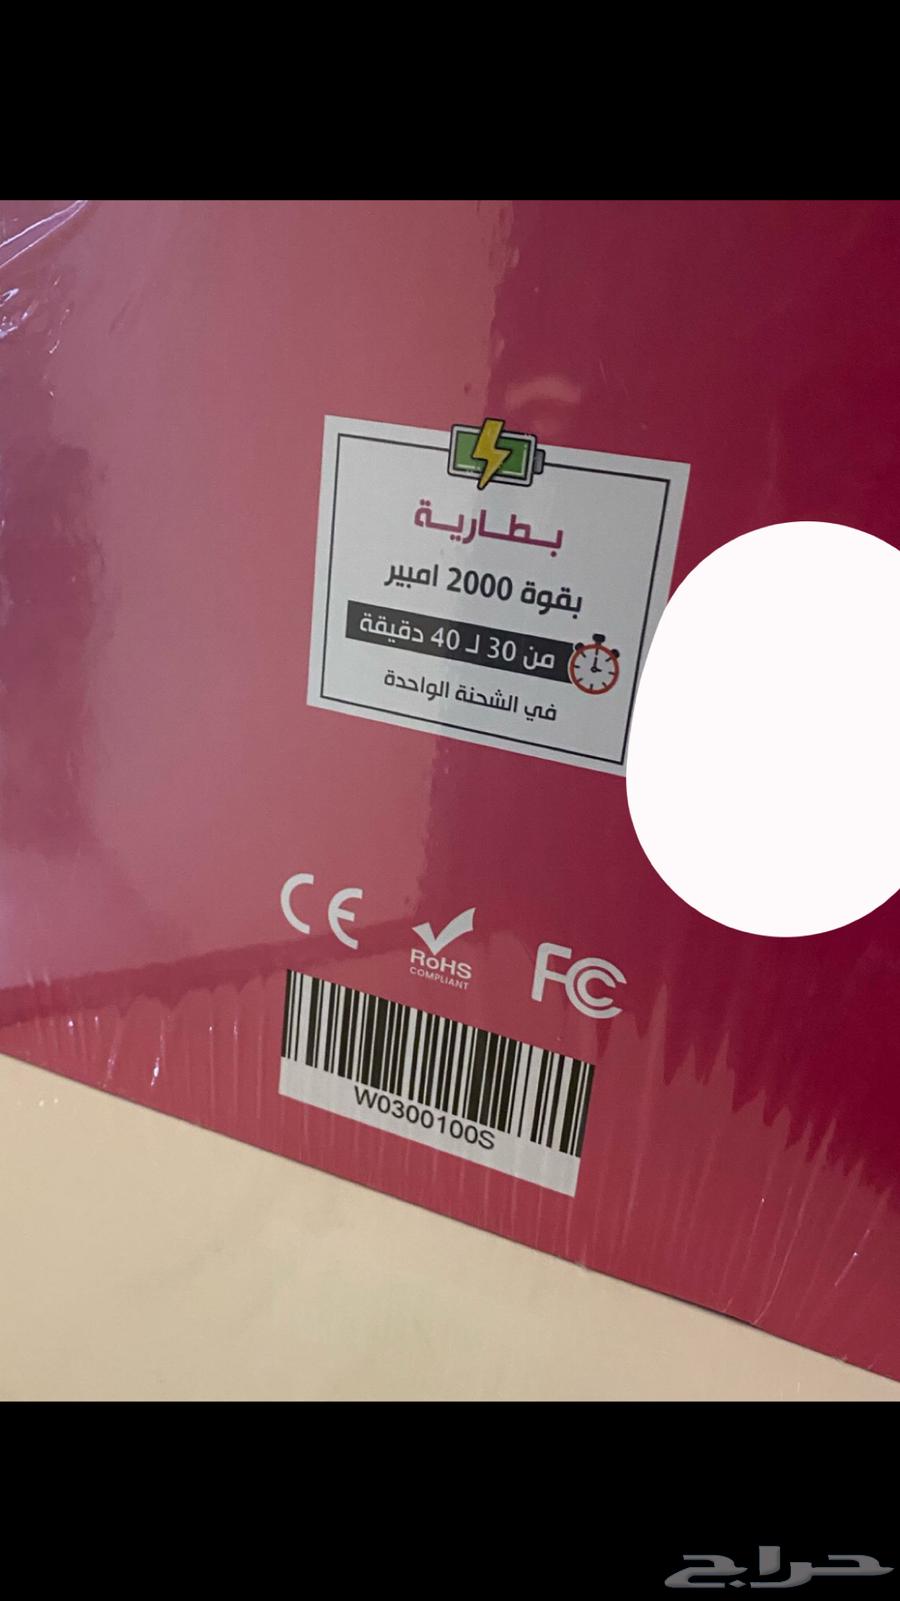 بطارية
بقوة 2000 امبير
من 30 لـ 40 دقيقة
في الشحنة الواحدة
CE
RoHS
COMPLIANT
FC
W0300100S
حراج